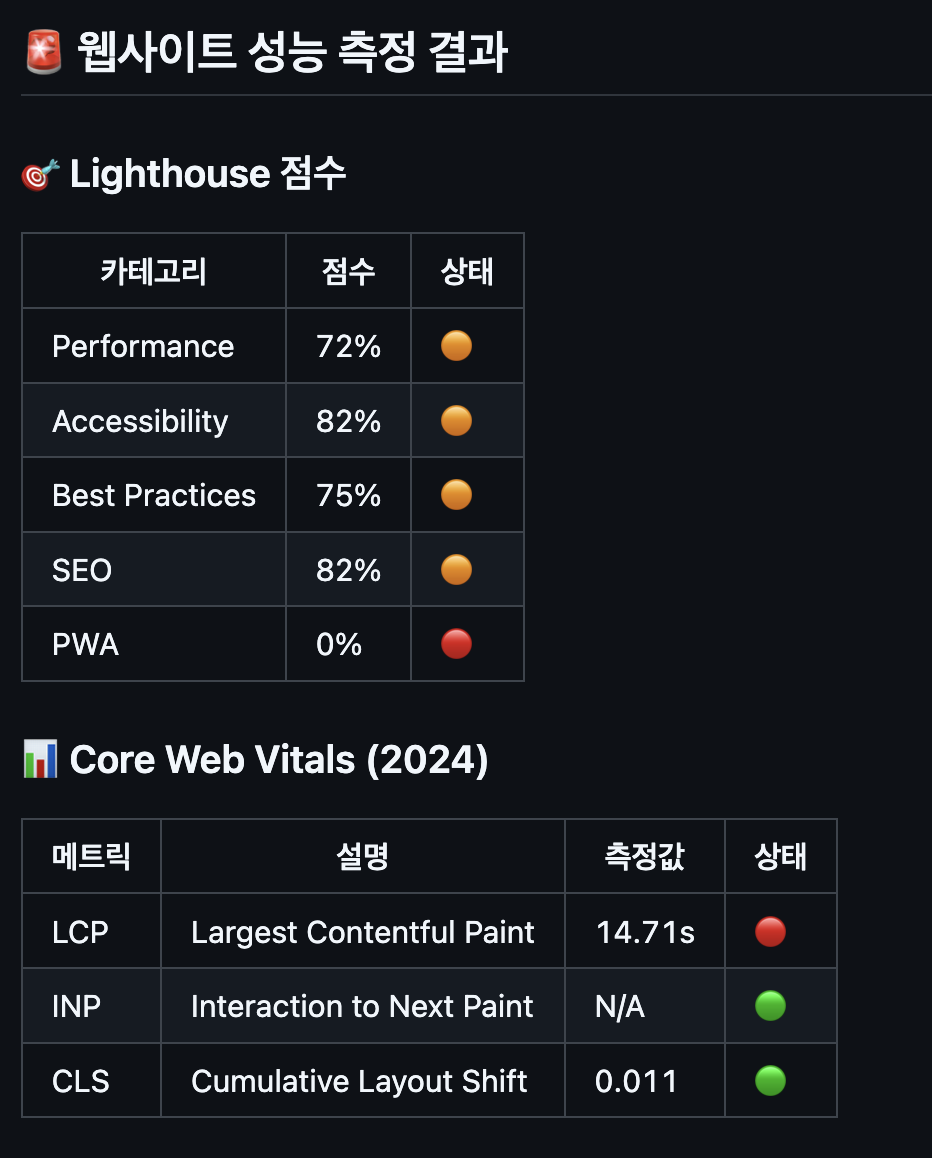 🚨 웹사이트 성능 측정 결과
🎯 Lighthouse 점수
카테고리 점수 상태
Performance 72% 🟠
Accessibility 82% 🟠
Best Practices 75% 🟠
SEO 82% 🟠
PWA 0% 🔴
📊 Core Web Vitals (2024)
메트릭 설명 측정값 상태
LCP Largest Contentful Paint 14.71s 🔴
INP Interaction to Next Paint N/A 🟢
CLS Cumulative Layout Shift 0.011 🟢